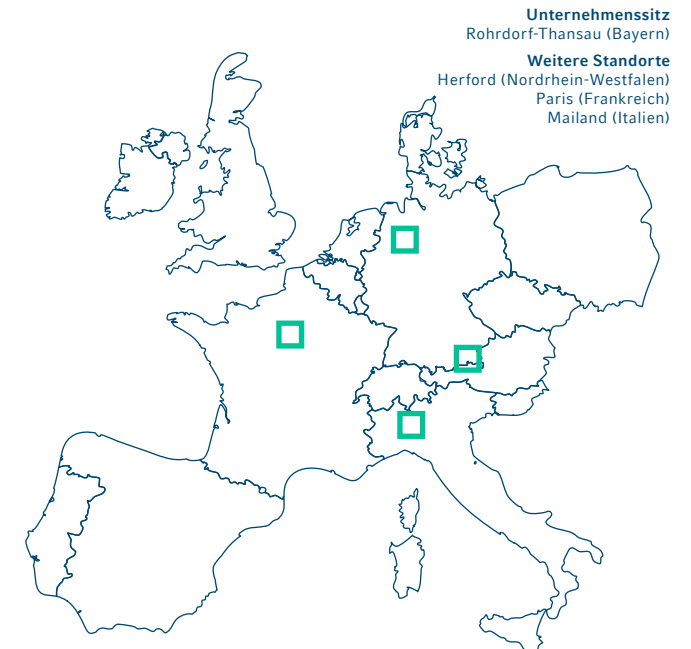 Unternehmenssitz
Rohrdorf-Thansau (Bayern)
Weitere Standorte
Herford (Nordrhein-Westfalen)
Paris (Frankreich)
Mailand (Italien)